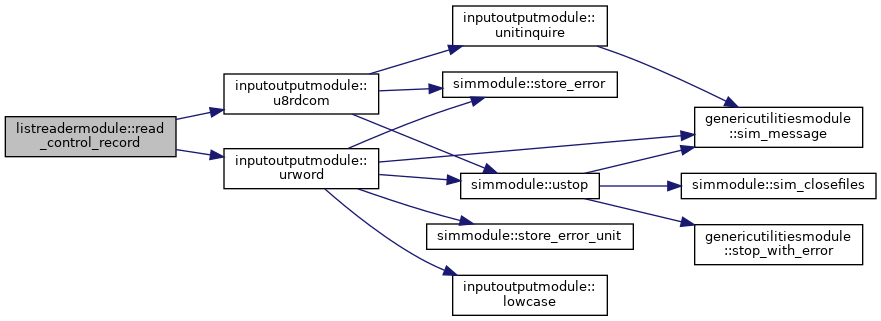 listreadermodule::read
_control_record
inputoutputmodule::
u8rdcom
inputoutputmodule::
urword
inputoutputmodule::
unitinquire
simmodule::store_error
simmodule::ustop
simmodule::store_error_unit
inputoutputmodule::
lowcase
genericutilitiesmodule
::sim_message
simmodule::sim_closefiles
genericutilitiesmodule
::stop_with_error